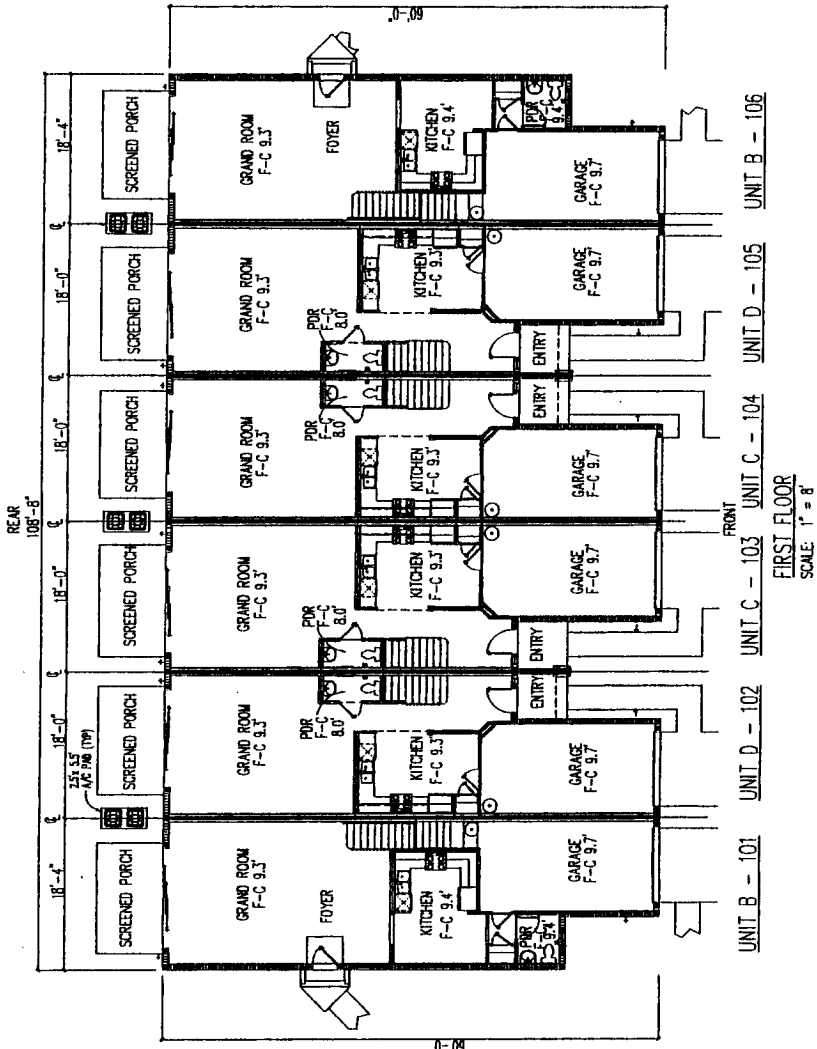 REAR
108'-8"
18'-4"
18'-0"
18'-0"
18'-0"
18'-0"
18'-4"
2.5'x 5.5'
A/C PAD (TYP)
SCREENED PORCH
SCREENED PORCH
SCREENED PORCH
SCREENED PORCH
SCREENED PORCH
SCREENED PORCH
60'-0"
60'-0"
GRAND ROOM
F-C 9.3'
GRAND ROOM
F-C 9.3'
GRAND ROOM
F-C 9.3'
GRAND ROOM
F-C 9.3'
GRAND ROOM
F-C 9.3'
GRAND ROOM
F-C 9.3'
FOYER
FOYER
PDR
F-C
8.0'
PDR
F-C
8.0'
PDR
F-C
8.0'
PDR
F-C
8.0'
KITCHEN
F-C 9.4'
KITCHEN
F-C 9.3'
KITCHEN
F-C 9.3'
KITCHEN
F-C 9.3'
KITCHEN
F-C 9.3'
KITCHEN
F-C 9.4'
PDR
F-C
9.4'
PDR
F-C
9.4'
ENTRY
ENTRY
ENTRY
ENTRY
GARAGE
F-C 9.7'
GARAGE
F-C 9.7'
GARAGE
F-C 9.7'
GARAGE
F-C 9.7'
GARAGE
F-C 9.7'
GARAGE
F-C 9.7'
FRONT
UNIT B - 101
UNIT D - 102
UNIT C - 103
UNIT C - 104
UNIT D - 105
UNIT B - 106
FIRST FLOOR
SCALE: 1" = 8'